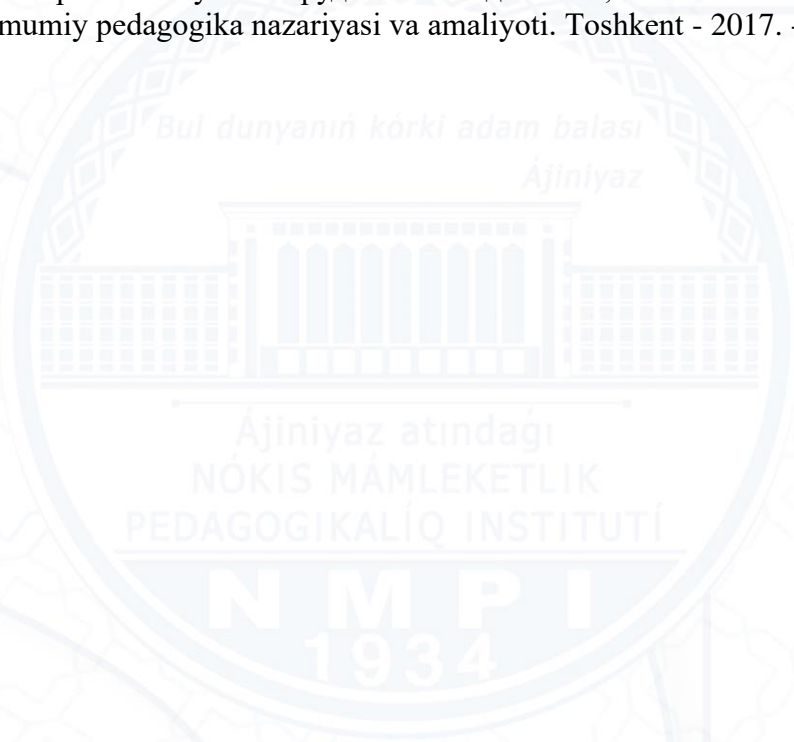 mumiy pedagogika nazariyasi va amaliyoti. Toshkent - 2017. -
Bul dunyanıń kórki adam balası
Ájiniyaz
Ájiniyaz atındaǵı
NÓKIS MÁMLEKETLIK
PEDAGOGIKALÍQ INSTITUTÍ
NMPI
1934